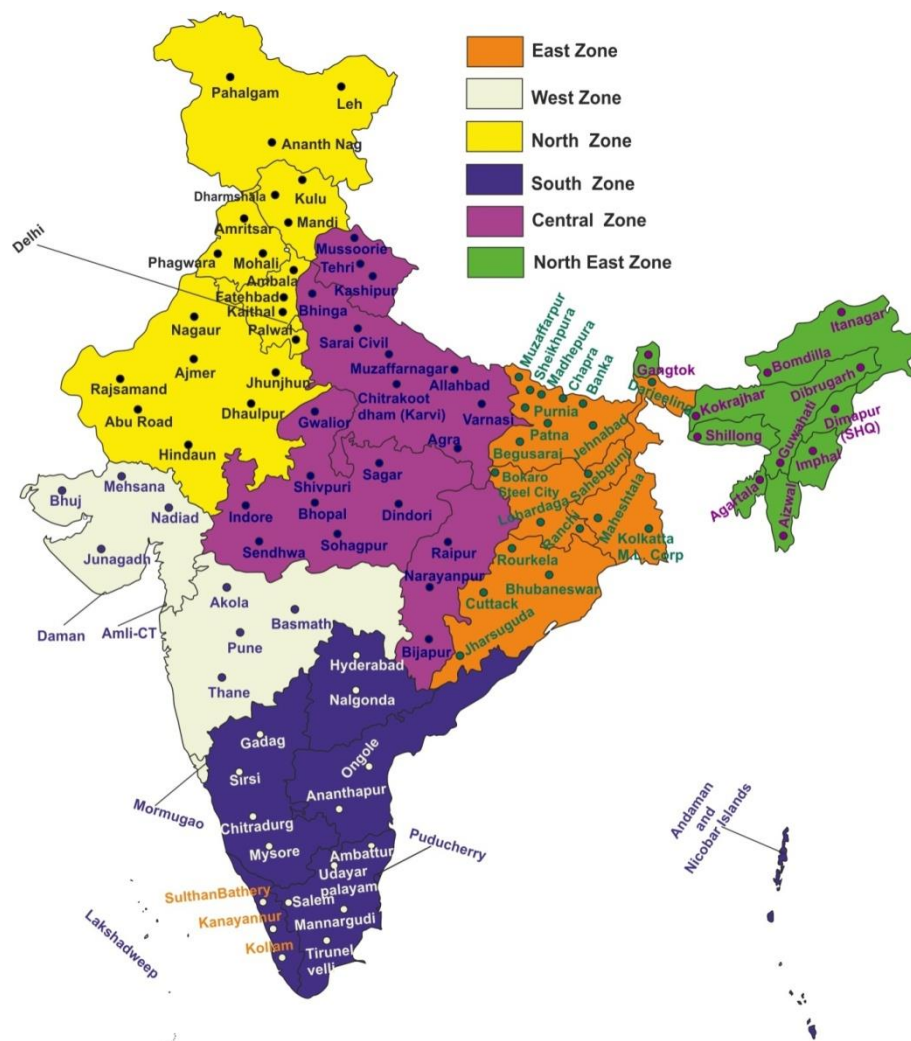 East Zone
West Zone
North Zone
South Zone
Central Zone
North East Zone
Pahalgam
Leh
Ananth Nag
Dharmshala
Kulu
Amritsar
Mandi
Delhi
Phagwara
Mohali
Ambala
Fatehbad
Kaithal
Nagaur
Palwal
Ajmer
Jhunjhun
Rajsamand
Abu Road
Dhaulpur
Hindaun
Mussoorie
Tehri
Kashipur
Bhinga
Sarai Civil
Muzaffarnagar
Allahbad
Chitrakoot
dham (Karvi)
Varnasi
Gwalior
Agra
Sagar
Shivpuri
Indore
Bhopal
Dindori
Sendhwa
Sohagpur
Raipur
Narayanpur
Bijapur
Muzaffarpur
Sheikhpura
Madhepura
Chapra
Banka
Purnia
Patna
Jehnabad
Begusarai
Bokaro
Steel City
Sahebgunj
Lohardaga
Ranchi
Maheshtala
Kolkatta
M.L. Corp
Rourkela
Bhubaneswar
Cuttack
Jharsuguda
Darjeeling
Gangtok
Itanagar
Bomdilla
Dibrugarh
Kokrajhar
Guwahati
Dimapur
(SHQ)
Shillong
Imphal
Agartala
Aizwal
Mehsana
Bhuj
Nadiad
Junagadh
Daman
Amli-CT
Akola
Basmath
Pune
Thane
Hyderabad
Nalgonda
Gadag
Sirsi
Ongole
Ananthapur
Mormugao
Chitradurg
Mysore
Ambattur
Puducherry
Udayar
palayam
SulthanBathery
Salem
Kanayannur
Mannargudi
Kollam
Tirunel
velli
Lakshadweep
Andaman
and
Nicobar Islands